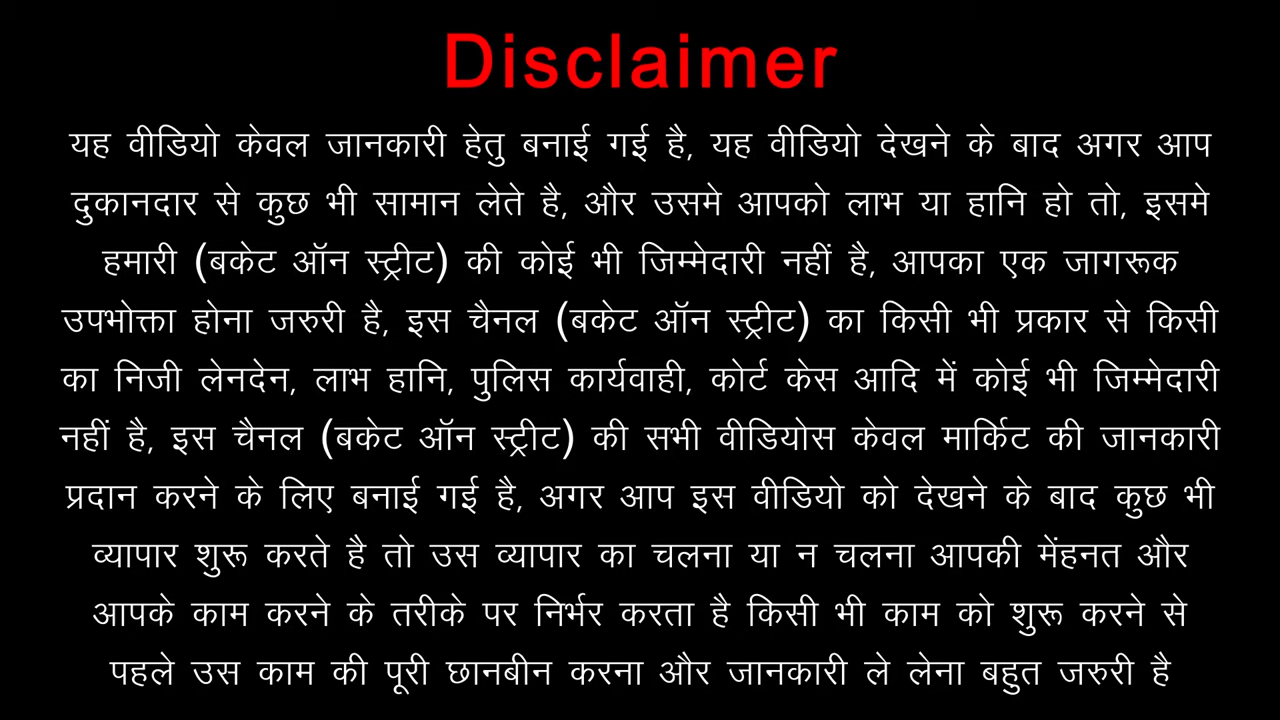 Disclaimer
यह वीडियो केवल जानकारी हेतु बनाई गई है, यह वीडियो देखने के बाद अगर आप
दुकानदार से कुछ भी सामान लेते है, और उसमे आपको लाभ या हानि हो तो, इसमे
हमारी (बकेट ऑन स्ट्रीट) की कोई भी जिम्मेदारी नहीं है, आपका एक जागरूक
उपभोक्ता होना जरुरी है, इस चैनल (बकेट ऑन स्ट्रीट) का किसी भी प्रकार से किसी
का निजी लेनदेन, लाभ हानि, पुलिस कार्यवाही, कोर्ट केस आदि में कोई भी जिम्मेदारी
नहीं है, इस चैनल (बकेट ऑन स्ट्रीट) की सभी वीडियोस केवल मार्किट की जानकारी
प्रदान करने के लिए बनाई गई है, अगर आप इस वीडियो को देखने के बाद कुछ भी
व्यापार शुरू करते है तो उस व्यापार का चलना या न चलना आपकी मेंहनत और
आपके काम करने के तरीके पर निर्भर करता है किसी भी काम को शुरू करने से
पहले उस काम की पूरी छानबीन करना और जानकारी ले लेना बहुत जरुरी है